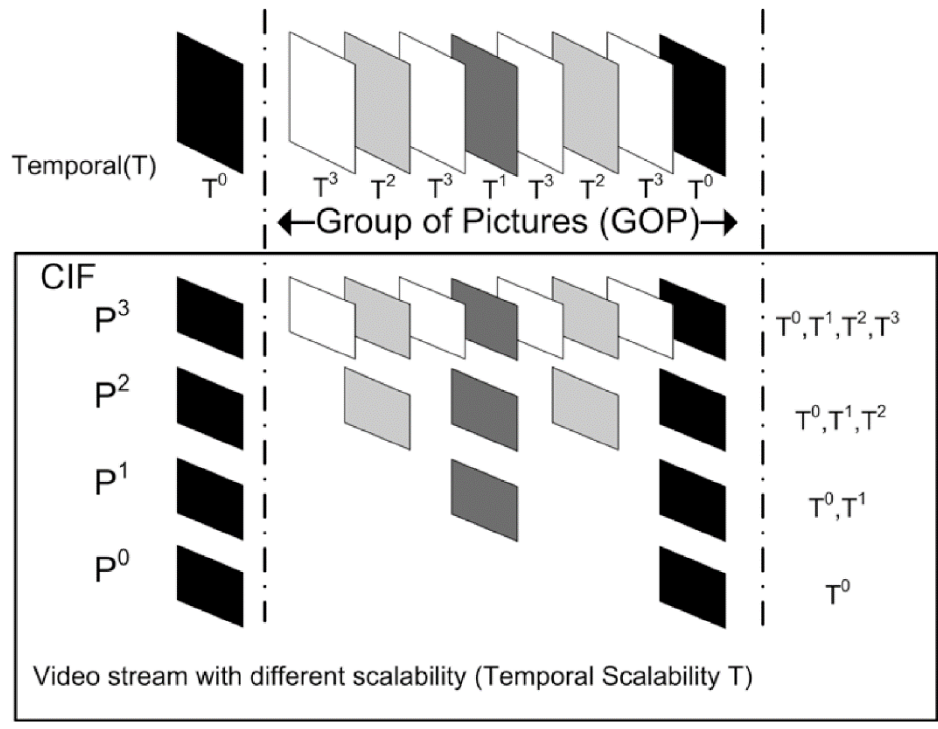 Temporal(T)
T⁰ T³ T² T³ T¹ T³ T² T³ T⁰
Group of Pictures (GOP)
CIF
P³ T⁰,T¹,T²,T³
P² T⁰,T¹,T²
P¹ T⁰,T¹
P⁰ T⁰
Video stream with different scalability (Temporal Scalability T)